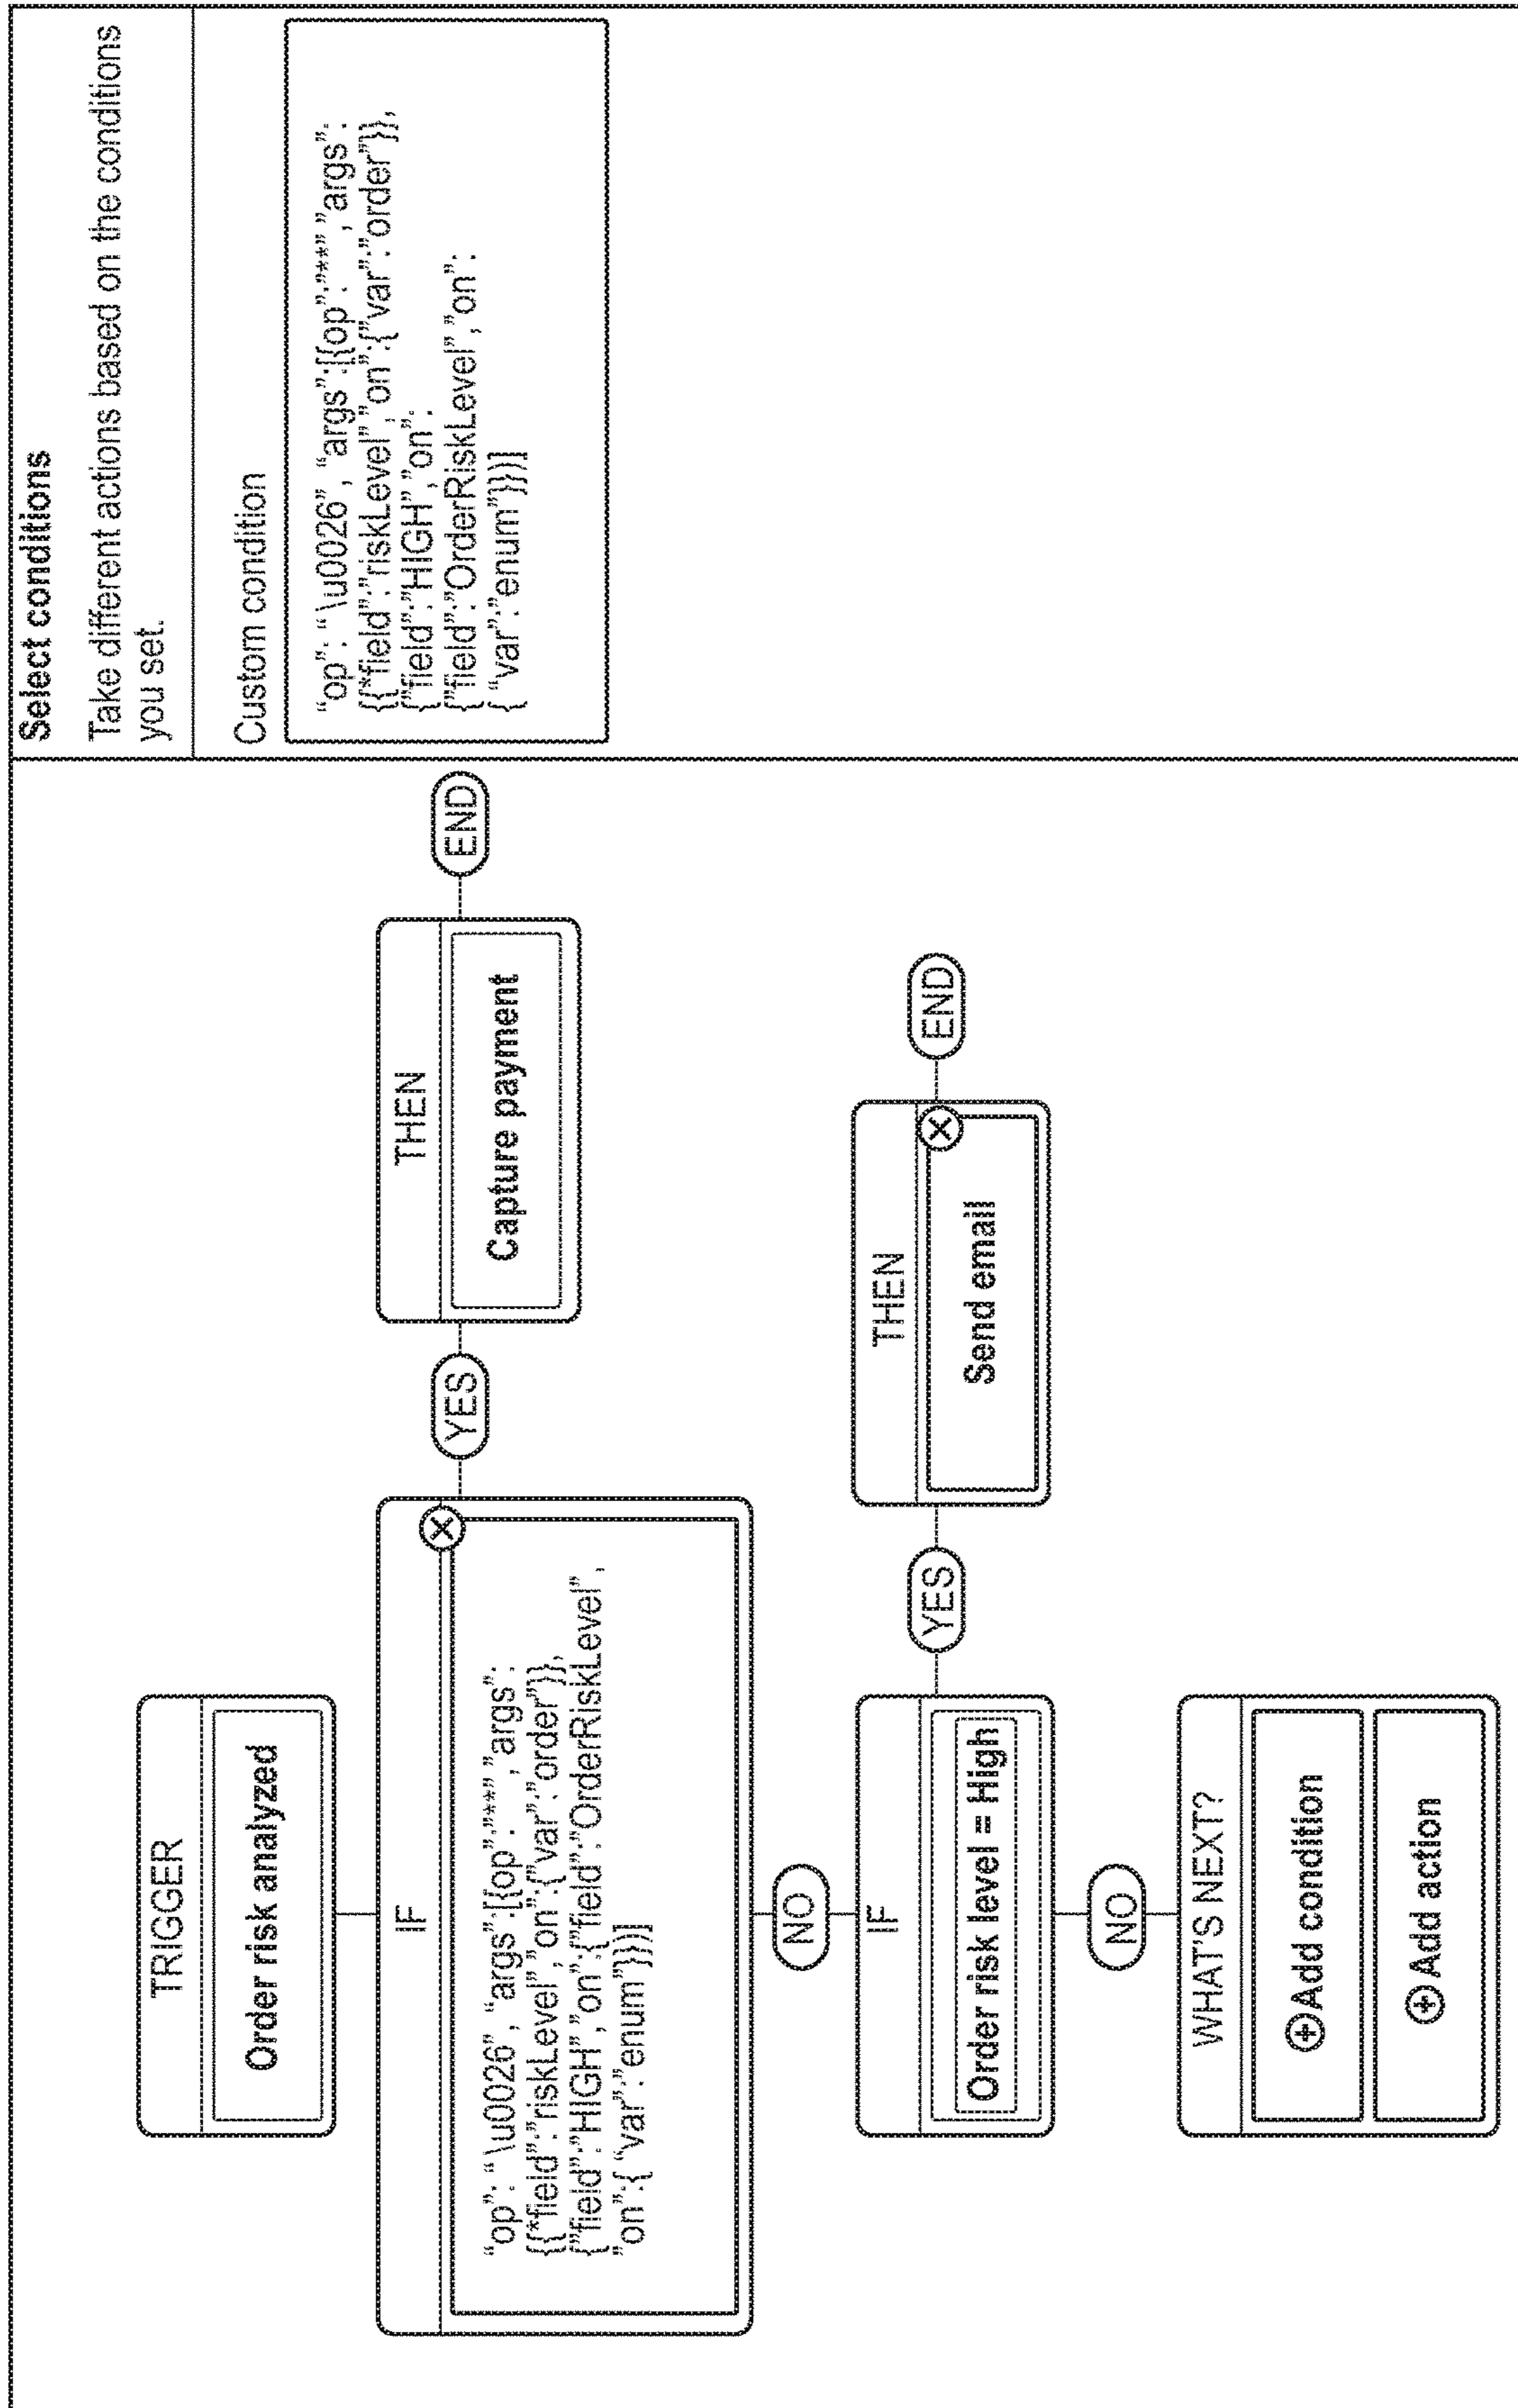 TRIGGER
Order risk analyzed
IF
“op”: “\u0026”, “args”:[{op”:”**”,”args”:
{{*field”:”riskLevel”,”on”:{”var”:”order”}},
{”field”:”HIGH”,”on”:{”field”:”OrderRiskLevel”,
”on”:{ “var”:”enum”}}}]
YES
THEN
Capture payment
END
NO
IF
Order risk level = High
YES
THEN
Send email
END
NO
WHAT'S NEXT?
Add condition
Add action
Select conditions
Take different actions based on the conditions
you set.
Custom condition
“op”: “\u0026”, “args”:[{op”:”**”,”args”:
{{*field”:”riskLevel”,”on”:{”var”:”order”}},
{”field”:”HIGH”,”on”:
{”field”:”OrderRiskLevel”,”on”:
{ “var”:”enum”}}}]